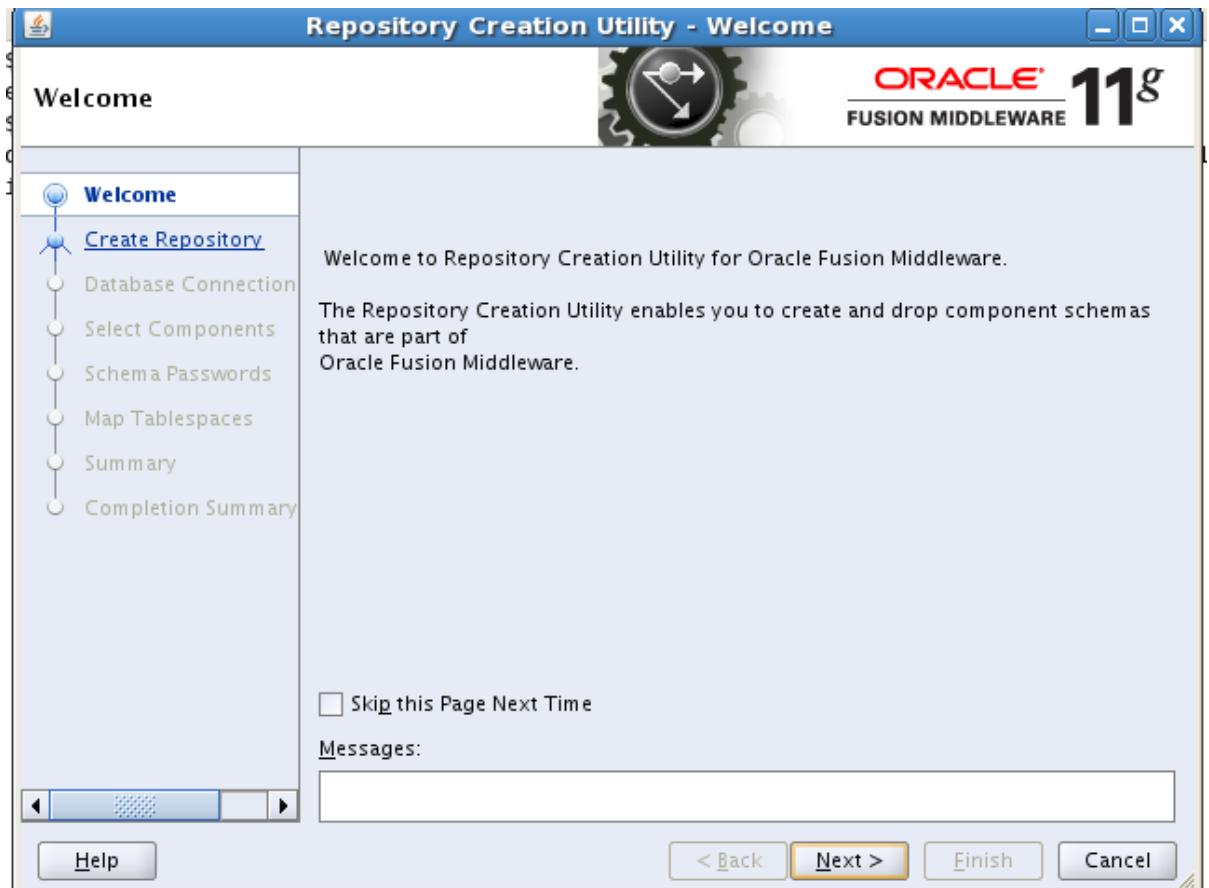 Repository Creation Utility - Welcome
Welcome
ORACLE
FUSION MIDDLEWARE
11g
Welcome
Create Repository
Database Connection
Select Components
Schema Passwords
Map Tablespaces
Summary
Completion Summary
Welcome to Repository Creation Utility for Oracle Fusion Middleware.
The Repository Creation Utility enables you to create and drop component schemas
that are part of
Oracle Fusion Middleware.
Skip this Page Next Time
Messages:
Help
< Back
Next >
Finish
Cancel